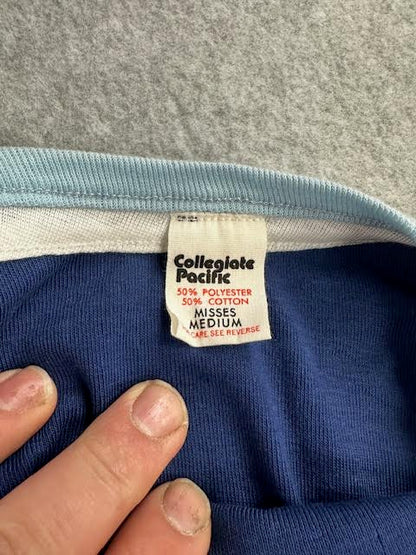 Collegiate
Pacific
50% POLYESTER
50% COTTON
MISSES
MEDIUM
CARE SEE REVERSE